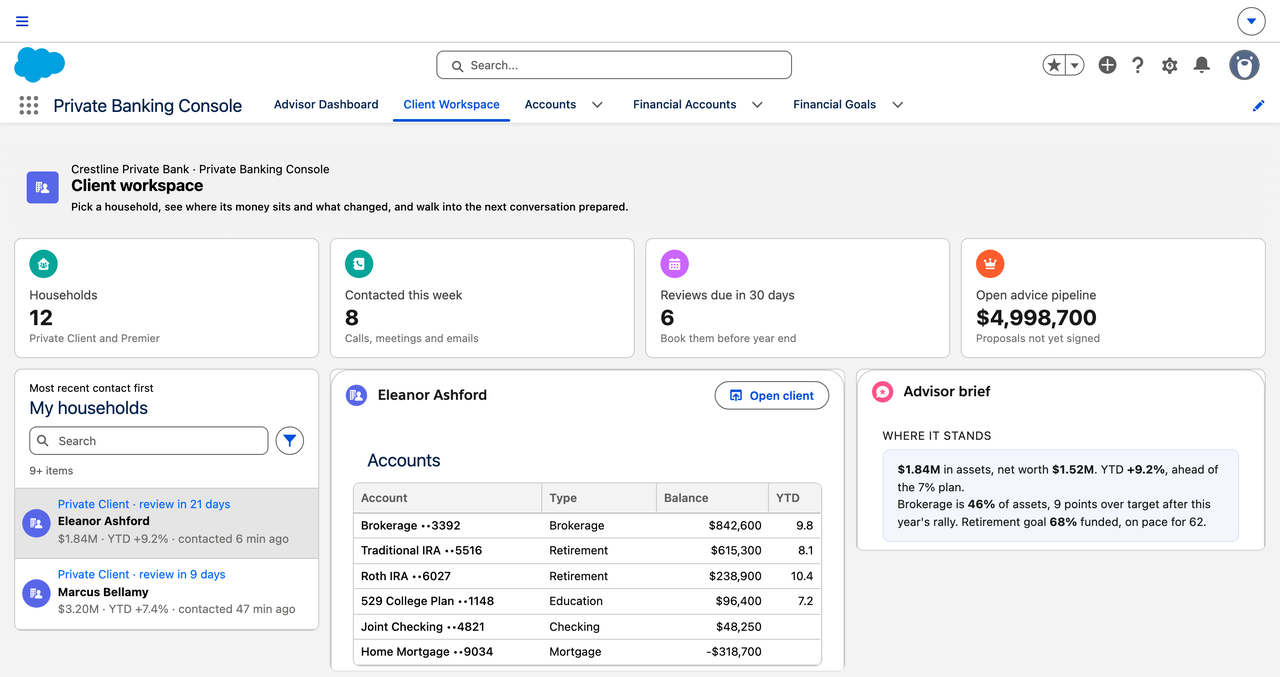 Search...
Private Banking Console
Advisor Dashboard
Client Workspace
Accounts
Financial Accounts
Financial Goals
Crestline Private Bank · Private Banking Console
Client workspace
Pick a household, see where its money sits and what changed, and walk into the next conversation prepared.
Households
12
Private Client and Premier
Contacted this week
8
Calls, meetings and emails
Reviews due in 30 days
6
Book them before year end
Open advice pipeline
$4,998,700
Proposals not yet signed
Most recent contact first
My households
Search
9+ items
Private Client · review in 21 days
Eleanor Ashford
$1.84M · YTD +9.2% · contacted 6 min ago
Private Client · review in 9 days
Marcus Bellamy
$3.20M · YTD +7.4% · contacted 47 min ago
Eleanor Ashford
Open client
Accounts
Account Type Balance YTD
Brokerage ••3392 Brokerage $842,600 9.8
Traditional IRA ••5516 Retirement $615,300 8.1
Roth IRA ••6027 Retirement $238,900 10.4
529 College Plan ••1148 Education $96,400 7.2
Joint Checking ••4821 Checking $48,250
Home Mortgage ••9034 Mortgage -$318,700
Advisor brief
WHERE IT STANDS
$1.84M in assets, net worth $1.52M. YTD +9.2%, ahead of
the 7% plan.
Brokerage is 46% of assets, 9 points over target after this
year's rally. Retirement goal 68% funded, on pace for 62.